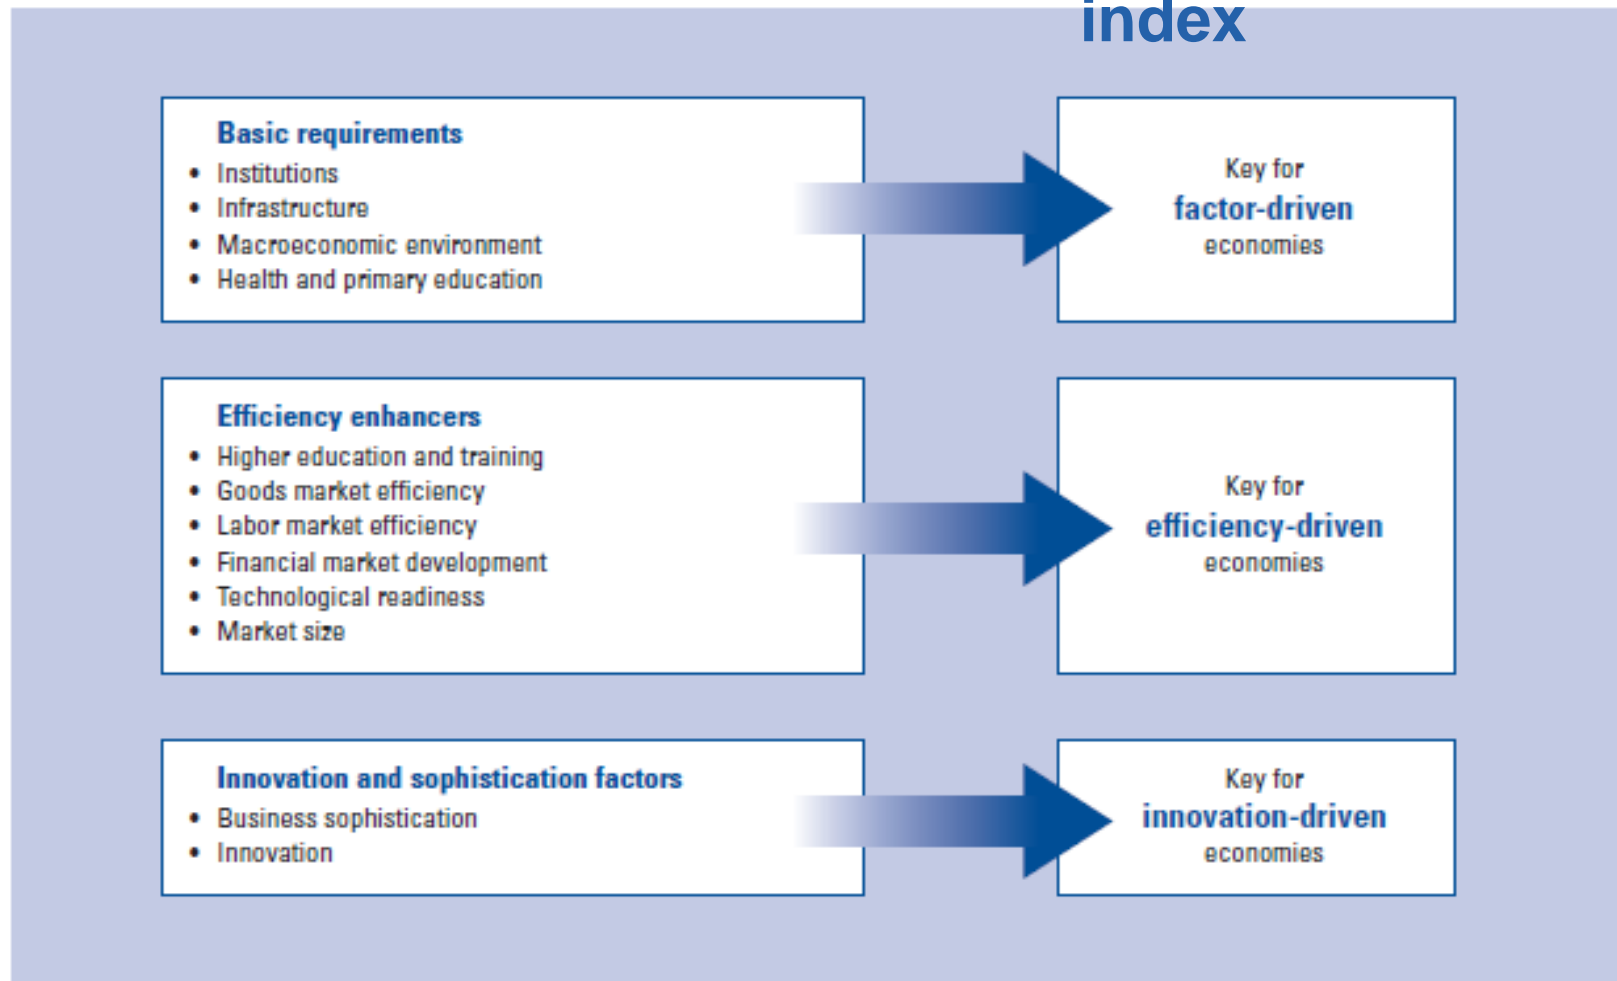 index
Basic requirements
• Institutions
• Infrastructure
• Macroeconomic environment
• Health and primary education
Key for
factor-driven
economies
Efficiency enhancers
• Higher education and training
• Goods market efficiency
• Labor market efficiency
• Financial market development
• Technological readiness
• Market size
Key for
efficiency-driven
economies
Innovation and sophistication factors
• Business sophistication
• Innovation
Key for
innovation-driven
economies